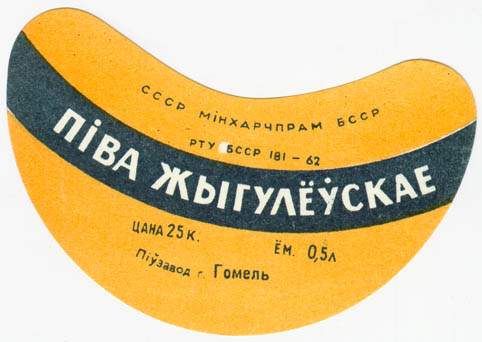 СССР МІНХАРЧПРАМ БССР
РТУ БССР 181 – 62
ПІВА ЖЫГУЛЁЎСКАЕ
ЦАНА 25 К. ЁМ. 0,5л
Піўзавод г. Гомель